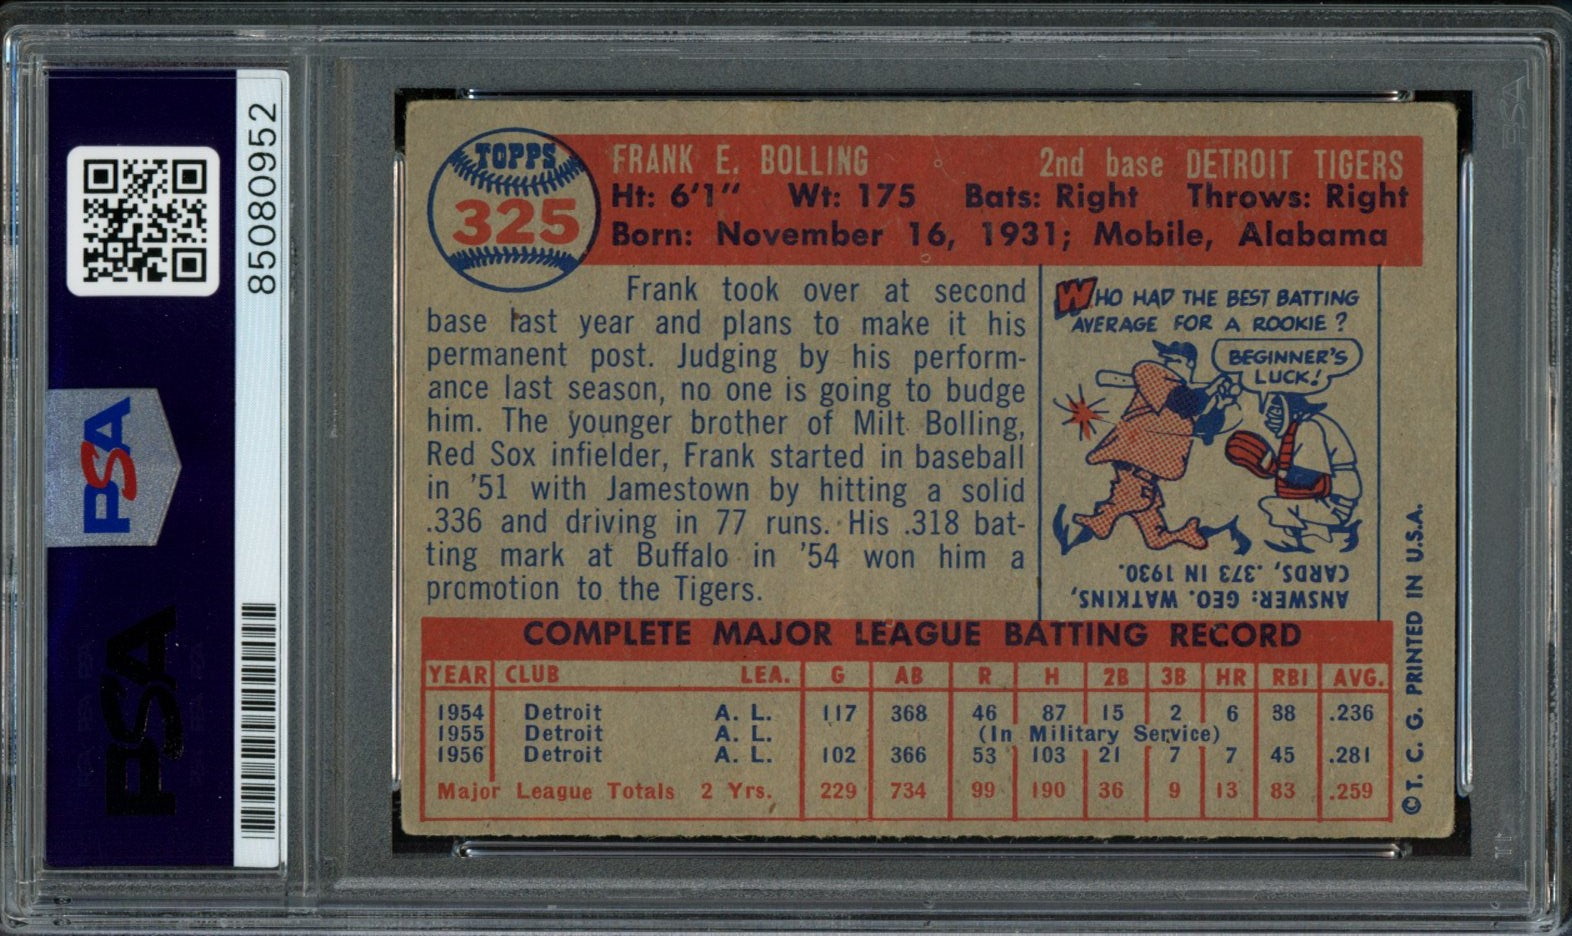 85080952
PSA
PSA
TOPPS
325
FRANK E. BOLLING 2nd base DETROIT TIGERS
Ht: 6'1" Wt: 175 Bats: Right Throws: Right
Born: November 16, 1931; Mobile, Alabama
Frank took over at second
base last year and plans to make it his
permanent post. Judging by his perform-
ance last season, no one is going to budge
him. The younger brother of Milt Bolling,
Red Sox infielder, Frank started in baseball
in '51 with Jamestown by hitting a solid
.336 and driving in 77 runs. His .318 bat-
ting mark at Buffalo in '54 won him a
promotion to the Tigers.
WHO HAD THE BEST BATTING
AVERAGE FOR A ROOKIE?
BEGINNER'S
LUCK!
ANSWER: GEO. WATKINS,
CARDS, .373 IN 1930.
COMPLETE MAJOR LEAGUE BATTING RECORD
YEAR CLUB LEA. G AB R H 2B 3B HR RBI AVG.
1954 Detroit A. L. 117 368 46 87 15 2 6 38 .236
1955 Detroit A. L. (In Military Service)
1956 Detroit A. L. 102 366 53 103 21 7 7 45 .281
Major League Totals 2 Yrs. 229 734 99 190 36 9 13 83 .259
©T. C. G. PRINTED IN U.S.A.
PSA